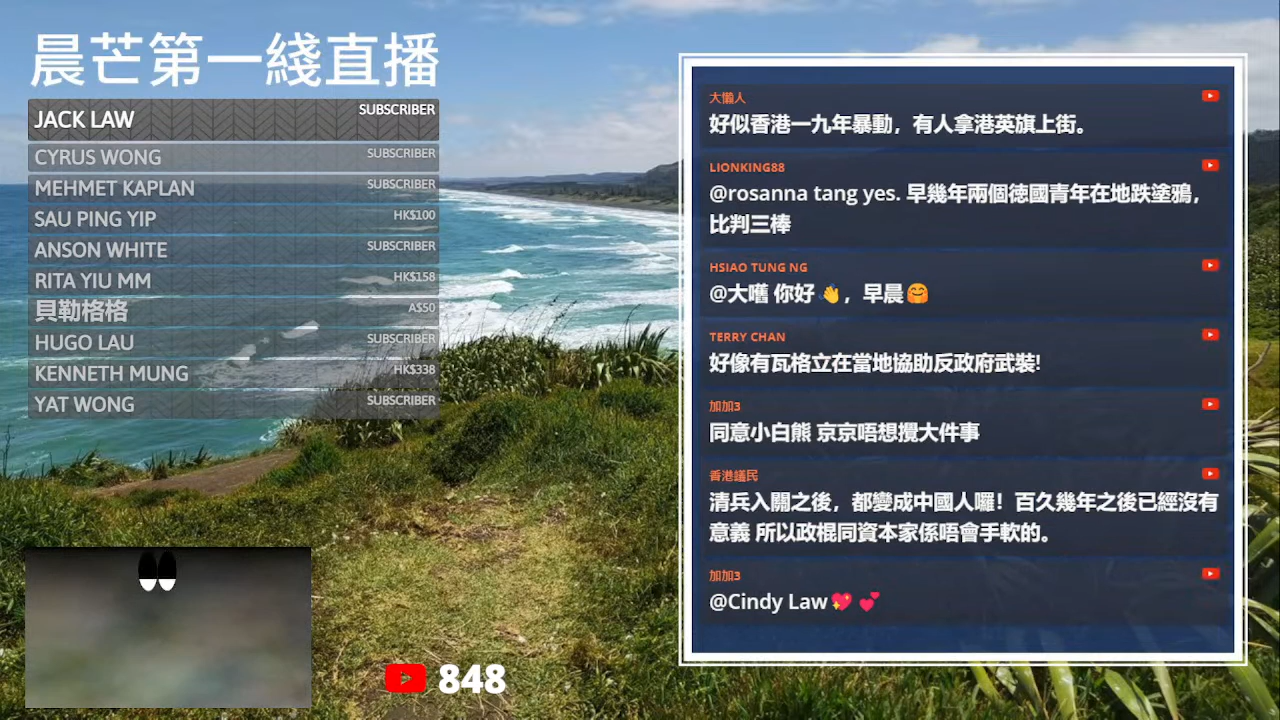 晨芒第一綫直播
JACK LAW SUBSCRIBER
CYRUS WONG SUBSCRIBER
MEHMET KAPLAN SUBSCRIBER
SAU PING YIP HK$100
ANSON WHITE SUBSCRIBER
RITA YIU MM HK$158
貝勒格格 A$50
HUGO LAU SUBSCRIBER
KENNETH MUNG HK$338
YAT WONG SUBSCRIBER
848
大懶人
好似香港一九年暴動，有人拿港英旗上街。
LIONKING88
@rosanna tang yes. 早幾年兩個徳國青年在地跌塗鴉，
比判三棒
HSIAO TUNG NG
@大嚿 你好👋，早晨🤗
TERRY CHAN
好像有瓦格立在當地協助反政府武裝!
加加3
同意小白熊 京京唔想攪大件事
香港議民
清兵入關之後，都變成中國人囉！百久幾年之後已經沒有
意義 所以政棍同資本家係唔會手軟的。
加加3
@Cindy Law💖💕